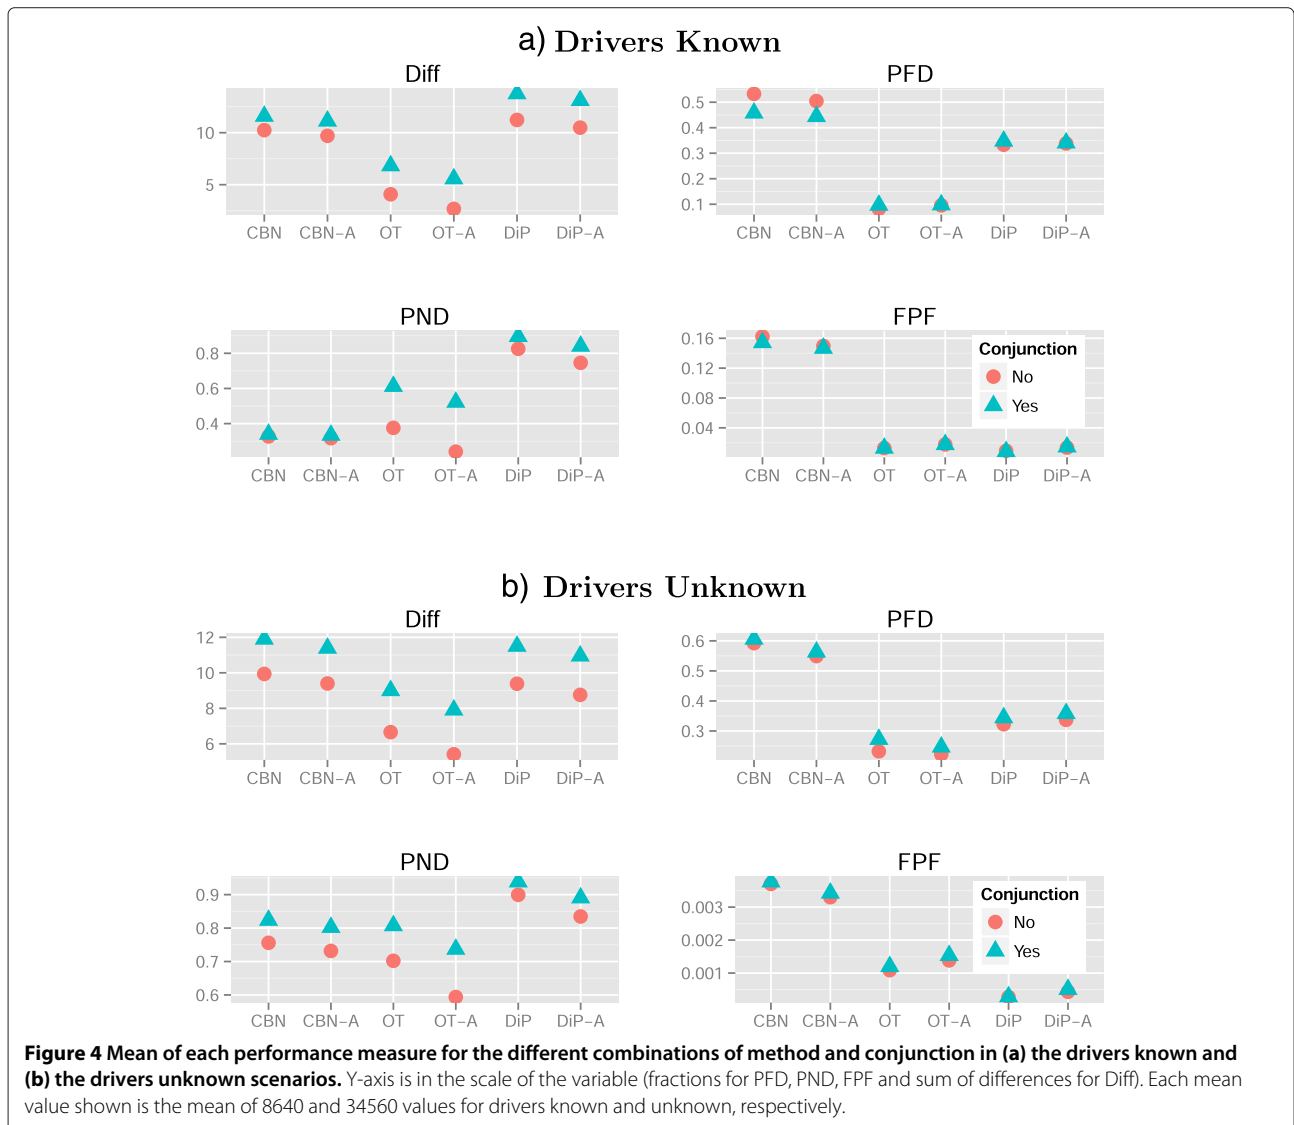 a) Drivers Known
Diff
10
5
CBN CBN−A OT OT−A DiP DiP−A
PFD
0.5
0.4
0.3
0.2
0.1
CBN CBN−A OT OT−A DiP DiP−A
PND
0.8
0.6
0.4
CBN CBN−A OT OT−A DiP DiP−A
FPF
0.16
0.12
0.08
0.04
Conjunction
No
Yes
CBN CBN−A OT OT−A DiP DiP−A
b) Drivers Unknown
Diff
12
10
8
6
CBN CBN−A OT OT−A DiP DiP−A
PFD
0.6
0.5
0.4
0.3
CBN CBN−A OT OT−A DiP DiP−A
PND
0.9
0.8
0.7
0.6
CBN CBN−A OT OT−A DiP DiP−A
FPF
0.003
0.002
0.001
Conjunction
No
Yes
CBN CBN−A OT OT−A DiP DiP−A
Figure 4 Mean of each performance measure for the different combinations of method and conjunction in (a) the drivers known and
(b) the drivers unknown scenarios. Y-axis is in the scale of the variable (fractions for PFD, PND, FPF and sum of differences for Diff). Each mean
value shown is the mean of 8640 and 34560 values for drivers known and unknown, respectively.